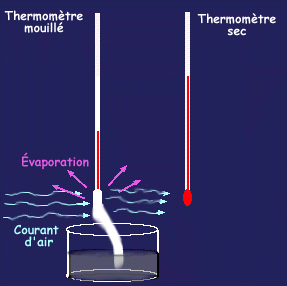 Thermomètre
mouillé
Thermomètre
sec
Évaporation
Courant
d'air